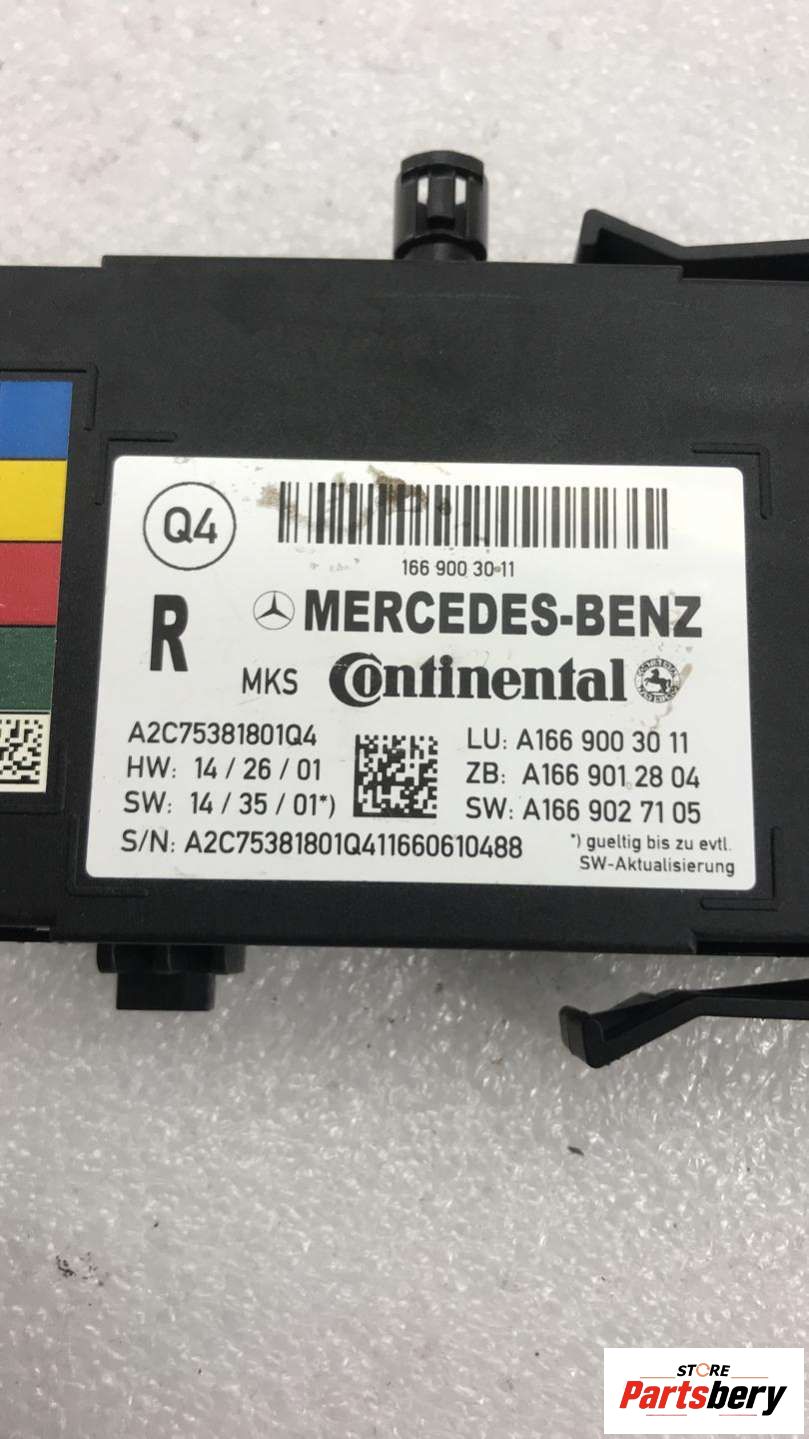 Q4
166 900 30 11
R
MERCEDES-BENZ
MKS
Continental
A2C75381801Q4
HW: 14 / 26 / 01
SW: 14 / 35 / 01*)
S/N: A2C75381801Q411660610488
LU: A166 900 30 11
ZB: A166 901 28 04
SW: A166 902 71 05
*) gueltig bis zu evtl.
SW-Aktualisierung
STORE
Partsbery